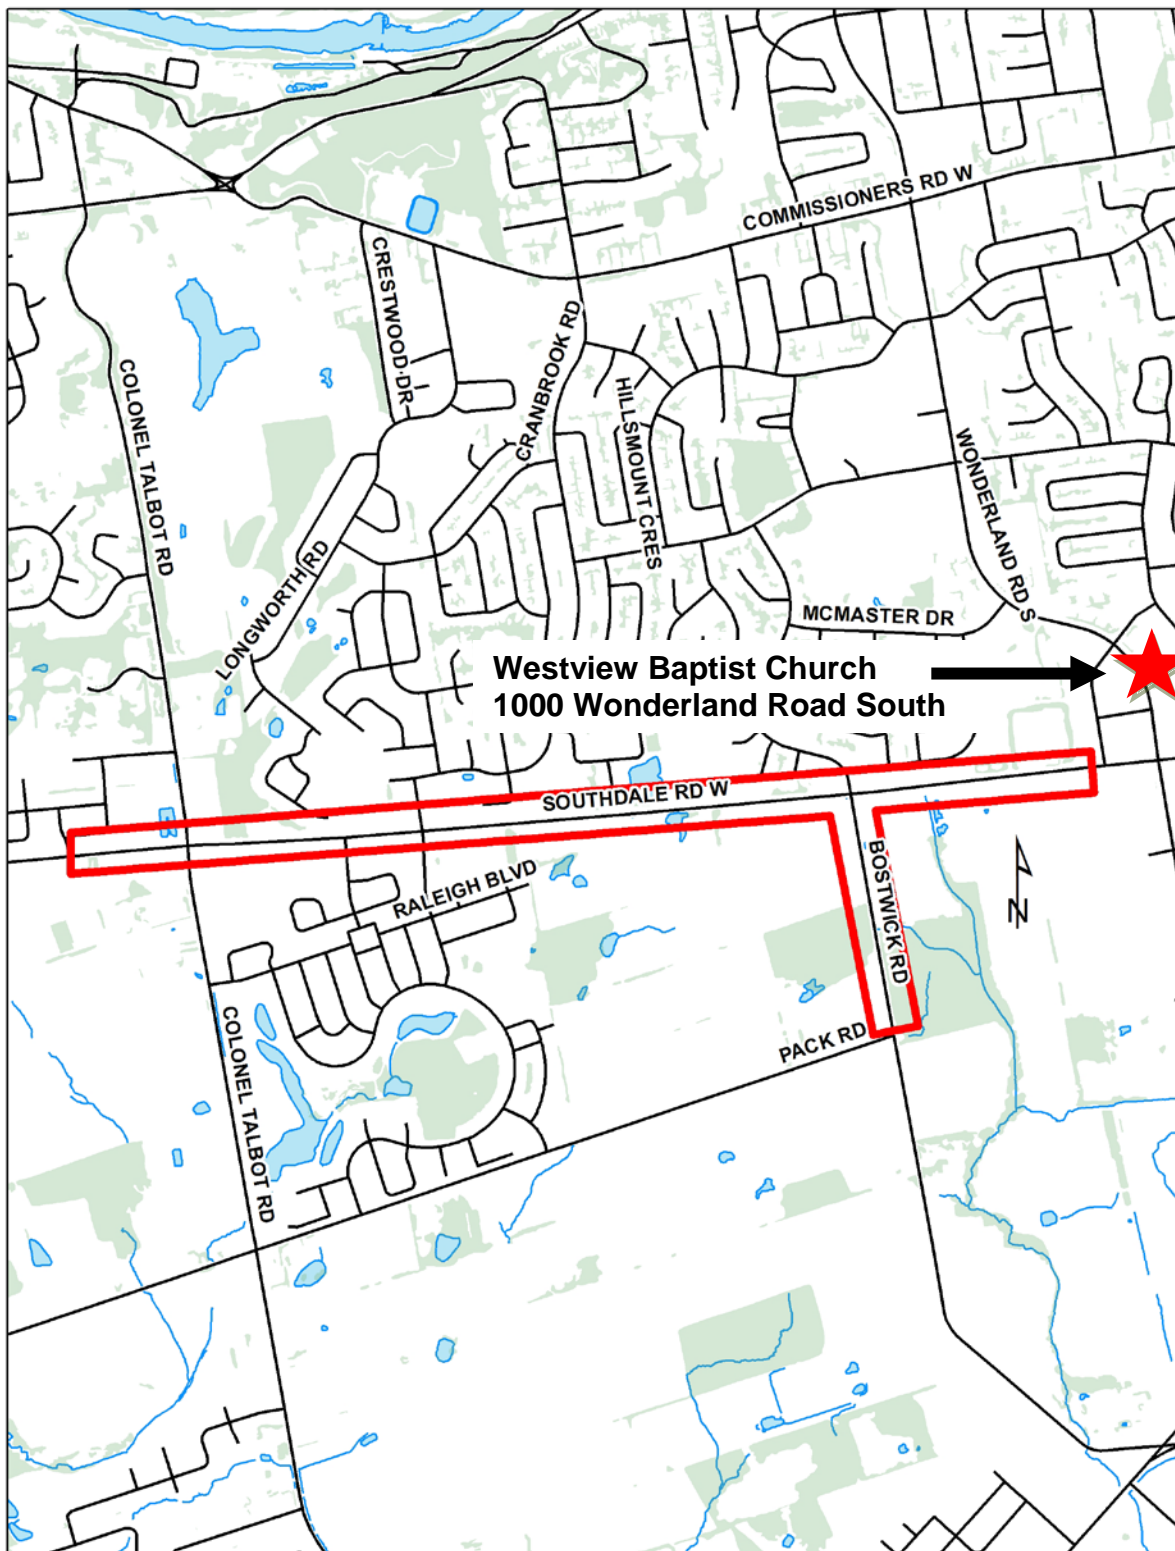 COMMISSIONERS RD W
CRESTWOOD DR
CRANBROOK RD
COLONEL TALBOT RD
HILLSMOUNT CRES
WONDERLAND RD S
LONGWORTH RD
MCMASTER DR
Westview Baptist Church
1000 Wonderland Road South
SOUTHDALE RD W
RALEIGH BLVD
BOSTWICK RD
N
COLONEL TALBOT RD
PACK RD